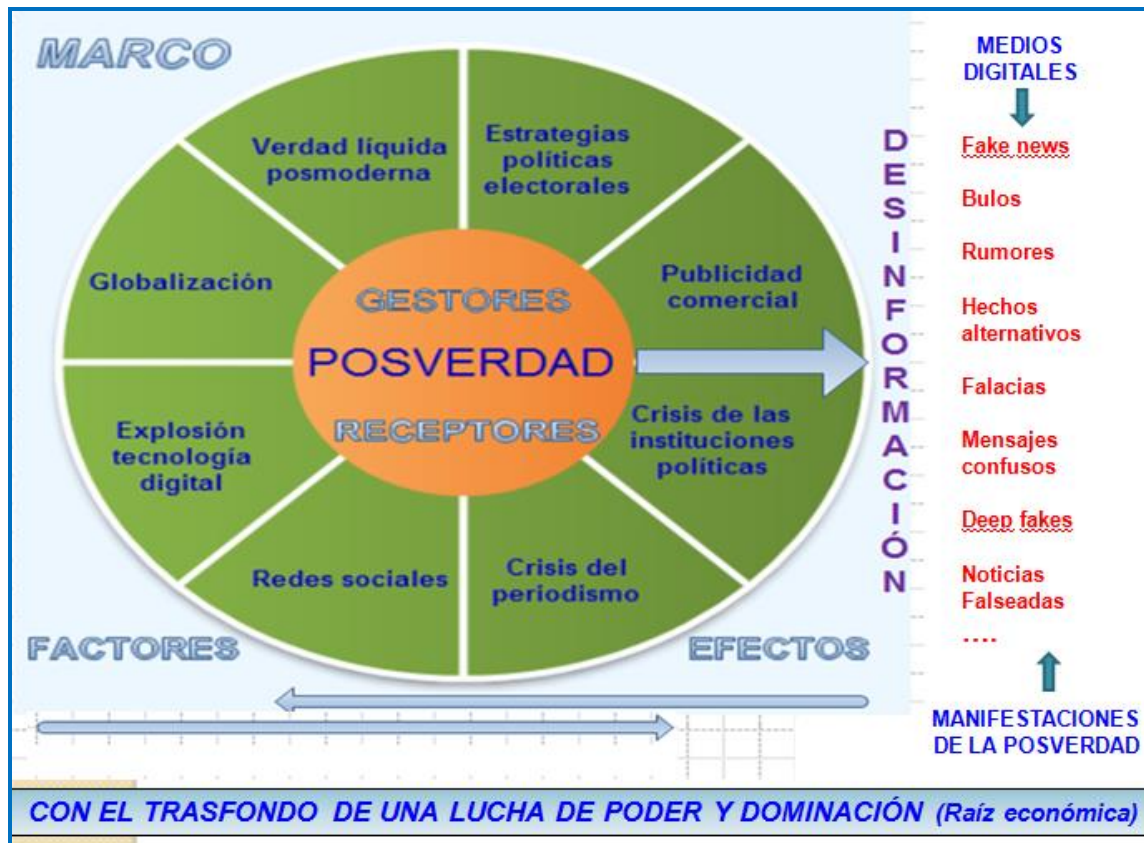 MARCO
Verdad líquida
posmoderna
Estrategias
políticas
electorales
Globalización
Publicidad
comercial
GESTORES
POSVERDAD
RECEPTORES
Explosión
tecnología
digital
Crisis de las
instituciones
políticas
Redes sociales
Crisis del
periodismo
FACTORES
EFECTOS
DESINFORMACIÓN
MEDIOS
DIGITALES
Fake news
Bulos
Rumores
Hechos
alternativos
Falacias
Mensajes
confusos
Deep fakes
Noticias
Falseadas
....
MANIFESTACIONES
DE LA POSVERDAD
CON EL TRASFONDO DE UNA LUCHA DE PODER Y DOMINACIÓN (Raíz económica)